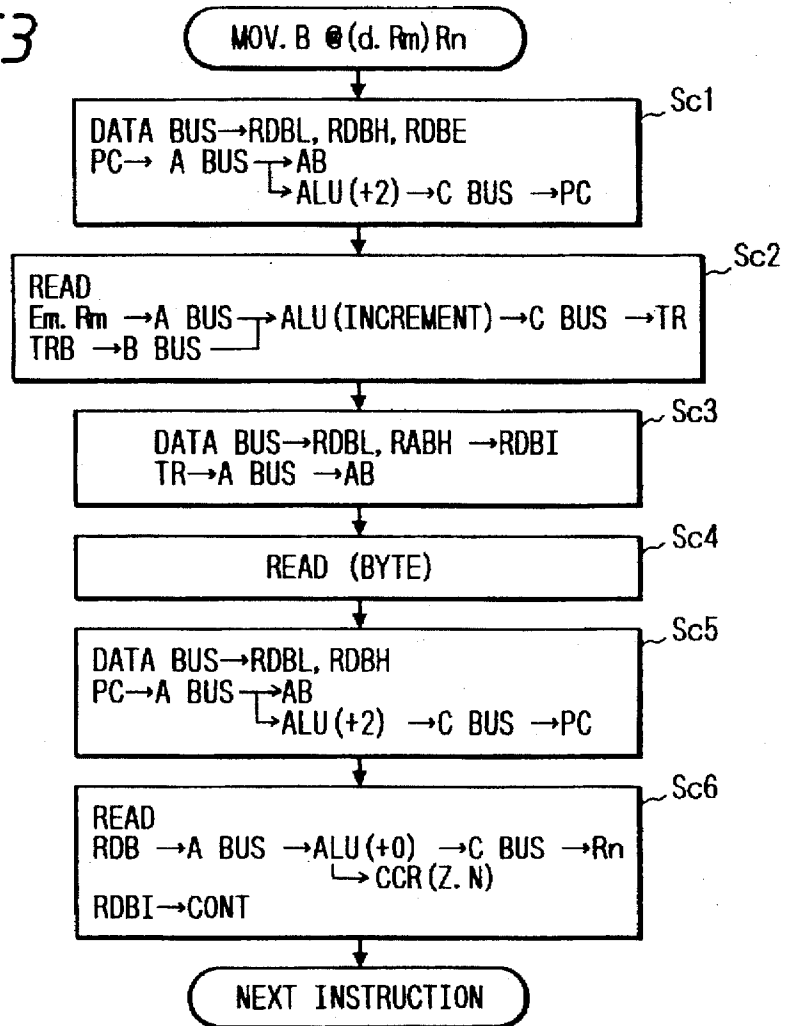 53
MOV.B @(d.Rm)Rn
Sc1
DATA BUS→RDBL, RDBH, RDBE
PC→ A BUS→AB
→ALU(+2)→C BUS →PC
Sc2
READ
Em.Rm →A BUS→ALU(INCREMENT)→C BUS →TR
TRB →B BUS
Sc3
DATA BUS→RDBL, RABH →RDBI
TR→A BUS →AB
Sc4
READ (BYTE)
Sc5
DATA BUS→RDBL, RDBH
PC→A BUS→AB
→ALU(+2) →C BUS →PC
Sc6
READ
RDB →A BUS →ALU(+0) →C BUS →Rn
→CCR(Z.N)
RDBI→CONT
NEXT INSTRUCTION